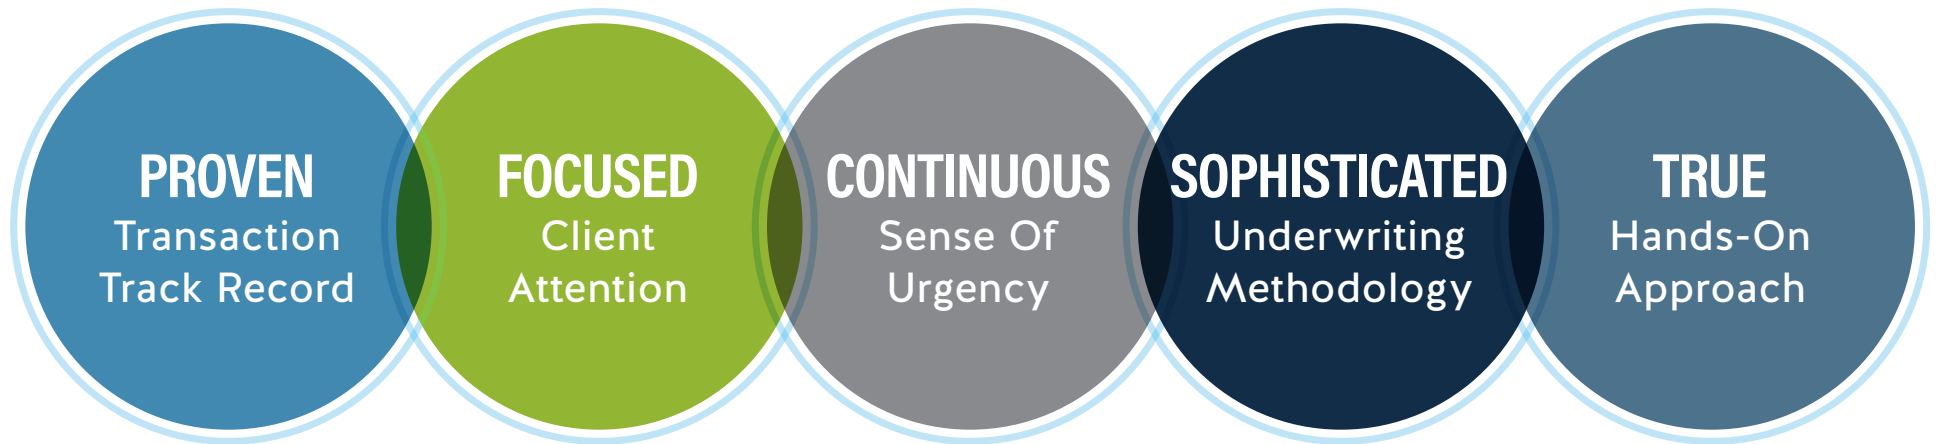 PROVEN
Transaction
Track Record
FOCUSED
Client
Attention
CONTINUOUS
Sense Of
Urgency
SOPHISTICATED
Underwriting
Methodology
TRUE
Hands-On
Approach